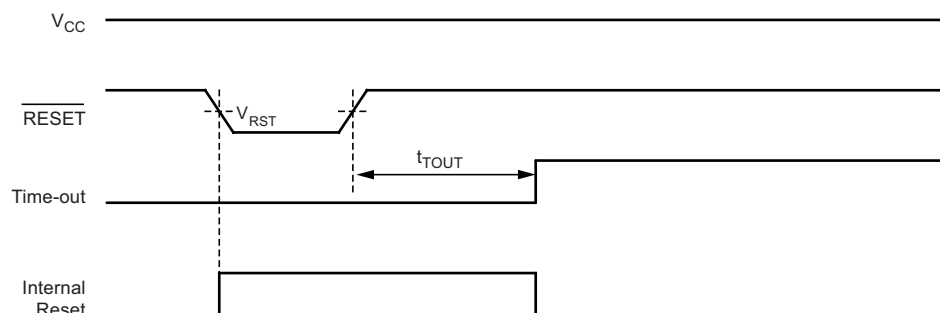 VCC
RESET
VRST
tTOUT
Time-out
Internal
Reset